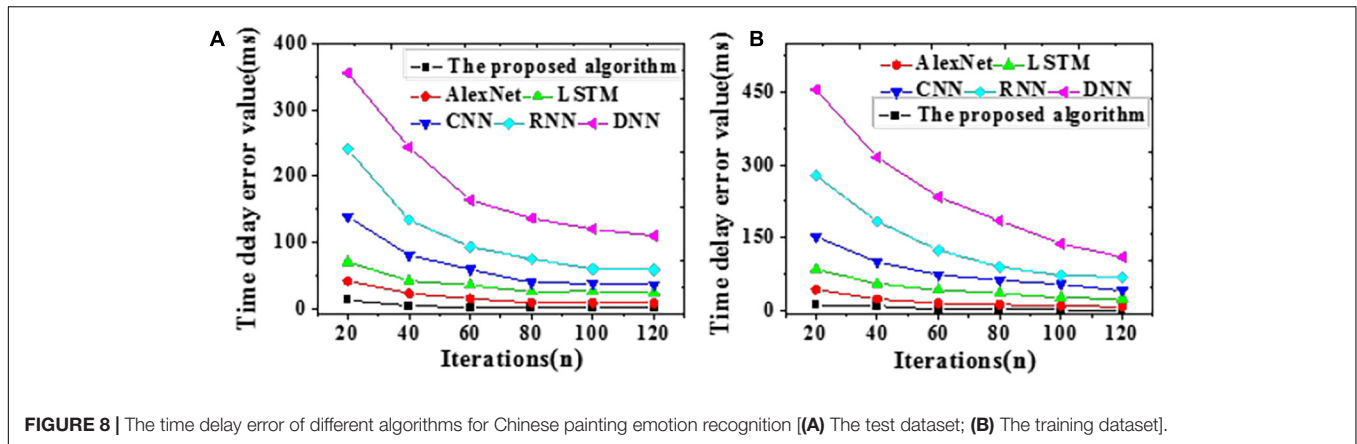 A
Time dday error value(ms)
400
300
200
100
0
The proposed algorithm
AlexNet LSTM
CNN RNN DNN
20 40 60 80 100 120
Iterations(n)
B
Time delay error value(ms)
450
300
150
0
AlexNet LSTM
CNN RNN DNN
The proposed algorithm
20 40 60 80 100 120
Iterations(n)
FIGURE 8 | The time delay error of different algorithms for Chinese painting emotion recognition [(A) The test dataset; (B) The training dataset].